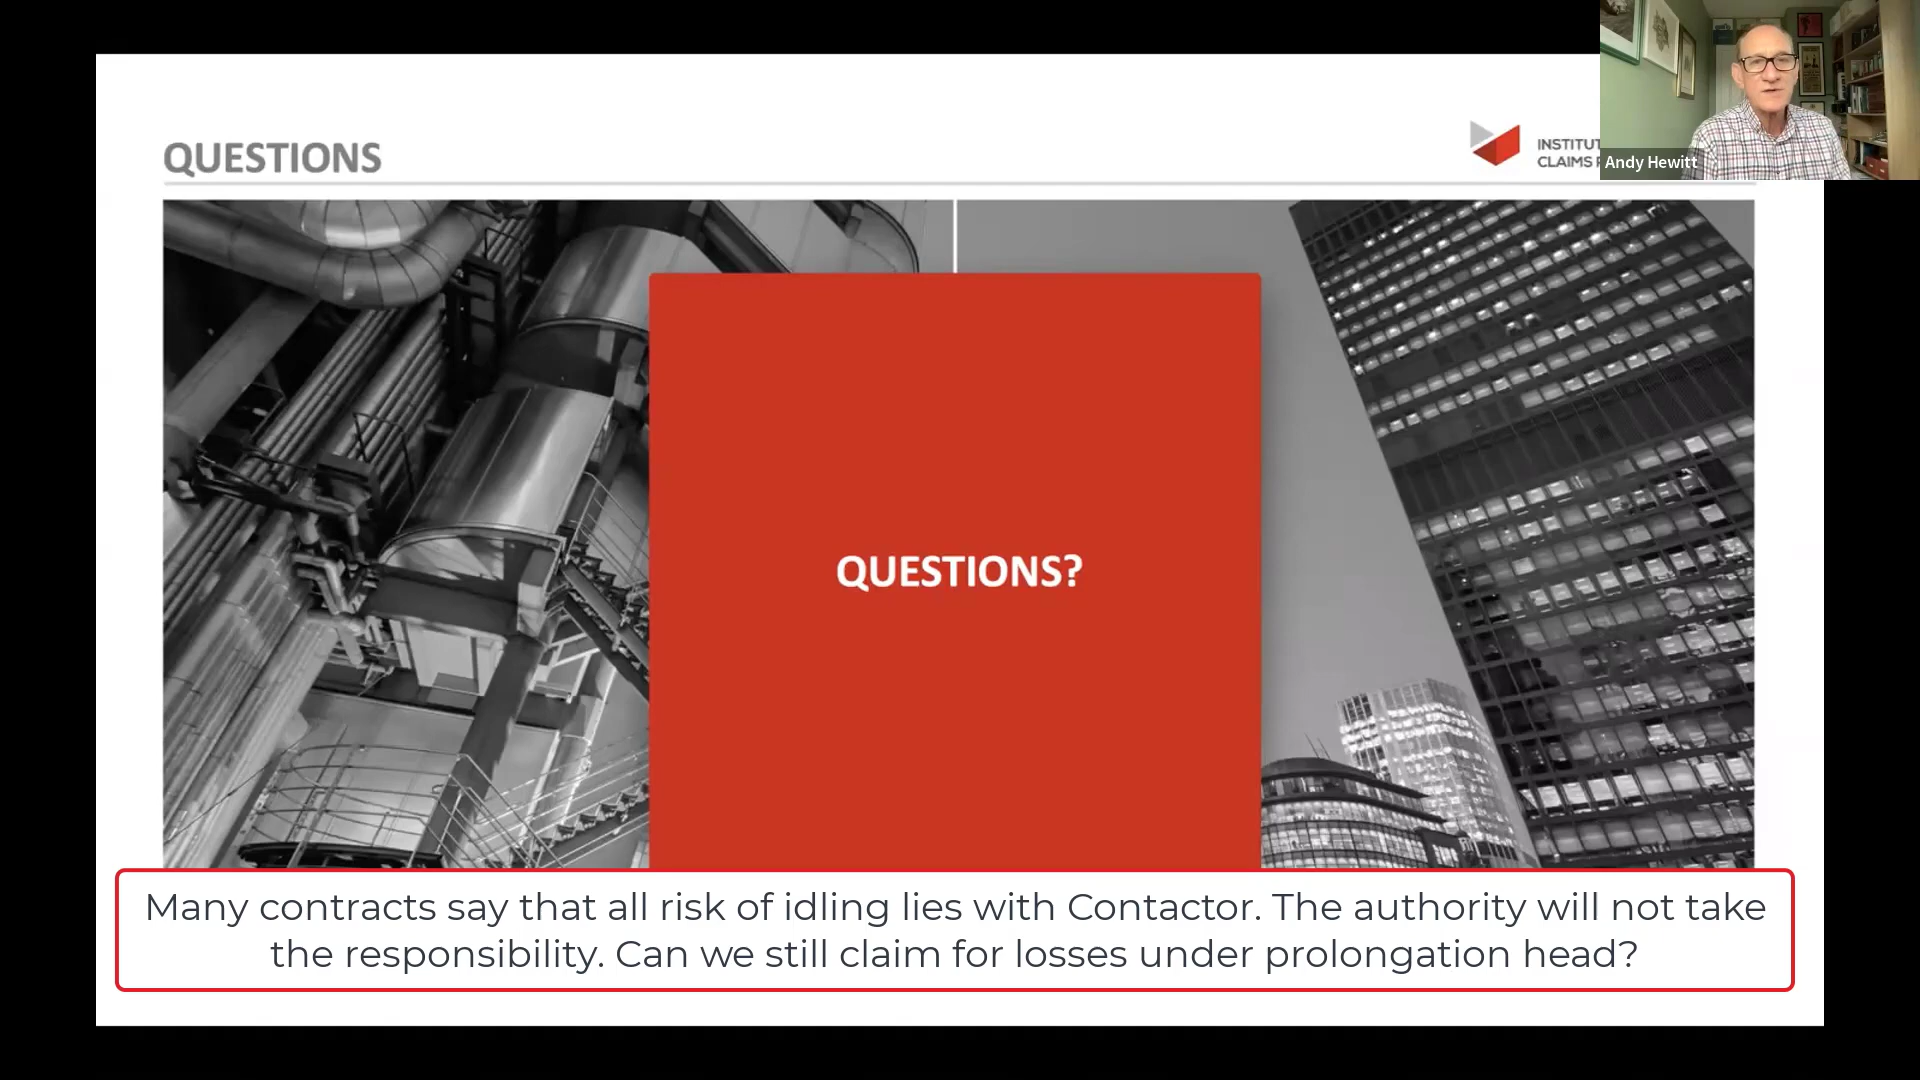 QUESTIONS
INSTITUT
CLAIMS
Andy Hewitt
QUESTIONS?
Many contracts say that all risk of idling lies with Contactor. The authority will not take
the responsibility. Can we still claim for losses under prolongation head?